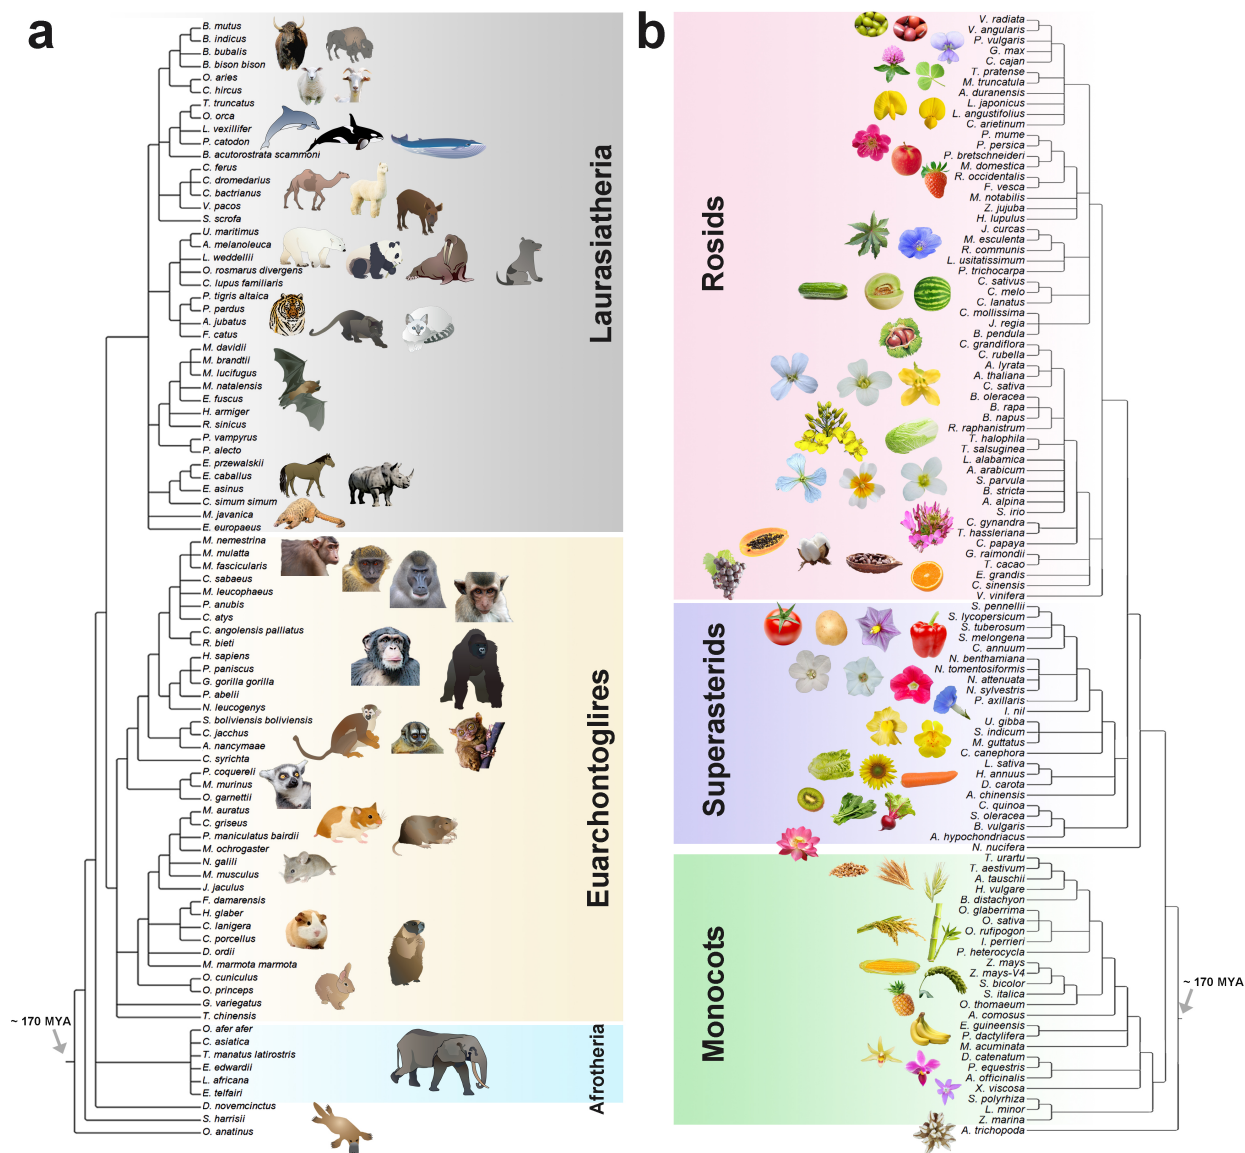 a
B. mutus
B. indicus
B. bubalis
B. bison bison
O. aries
C. hircus
T. truncatus
O. orca
L. vexillifer
P. catodon
B. acutorostrata scammoni
C. ferus
C. dromedarius
C. bactrianus
V. pacos
S. scrofa
U. maritimus
A. melanoleuca
L. weddellii
O. rosmarus divergens
C. lupus familiaris
P. tigris altaica
P. pardus
A. jubatus
F. catus
M. davidii
M. brandtii
M. lucifugus
M. natalensis
E. fuscus
H. armiger
R. sinicus
P. vampyrus
P. alecto
E. przewalskii
E. caballus
E. asinus
C. simum simum
M. javanica
E. europaeus
Laurasiatheria
M. nemestrina
M. mulatta
M. fascicularis
C. sabaeus
M. leucophaeus
P. anubis
C. atys
C. angolensis palliatus
R. bieti
H. sapiens
P. paniscus
G. gorilla gorilla
P. abelii
N. leucogenys
S. boliviensis boliviensis
C. jacchus
A. nancymaae
C. syrichta
P. coquereli
M. murinus
O. garnettii
M. auratus
C. griseus
P. maniculatus bairdii
M. ochrogaster
N. galili
M. musculus
J. jaculus
F. damarensis
H. glaber
C. lanigera
C. porcellus
D. ordii
M. marmota marmota
O. cuniculus
O. princeps
G. variegatus
T. chinensis
Euarchontoglires
~ 170 MYA
O. afer afer
C. asiatica
T. manatus latirostris
E. edwardii
L. africana
E. telfairi
Afrotheria
D. novemcinctus
S. harrisii
O. anatinus
b
V. radiata
V. angularis
P. vulgaris
G. max
C. cajan
T. pratense
M. truncatula
A. duranensis
L. japonicus
L. angustifolius
C. arietinum
P. mume
P. persica
P. bretschneideri
M. domestica
R. occidentalis
F. vesca
M. notabilis
Z. jujuba
H. lupulus
J. curcas
M. esculenta
R. communis
L. usitatissimum
P. trichocarpa
C. sativus
C. melo
C. lanatus
C. mollissima
J. regia
B. pendula
C. grandiflora
C. rubella
A. lyrata
A. thaliana
C. sativa
B. oleracea
B. rapa
B. napus
R. raphanistrum
T. halophila
T. salsuginea
L. alabamica
A. arabicum
S. parvula
B. stricta
A. alpina
S. irio
C. gynandra
T. hassleriana
C. papaya
G. raimondii
T. cacao
E. grandis
C. sinensis
V. vinifera
Rosids
S. pennellii
S. lycopersicum
S. tuberosum
S. melongena
C. annuum
N. benthamiana
N. tomentosiformis
N. attenuata
N. sylvestris
P. axillaris
I. nil
U. gibba
S. indicum
M. guttatus
C. canephora
L. sativa
H. annuus
D. carota
A. chinensis
C. quinoa
S. oleracea
B. vulgaris
A. hypochondriacus
N. nucifera
Superasterids
T. urartu
T. aestivum
A. tauschii
H. vulgare
B. distachyon
O. glaberrima
O. sativa
O. rufipogon
I. perrieri
P. heterocycla
Z. mays
Z. mays-V4
S. bicolor
S. italica
O. thomaeum
A. comosus
E. guineensis
P. dactylifera
M. acuminata
D. catenatum
P. equestris
A. officinalis
X. viscosa
S. polyrhiza
L. minor
Z. marina
A. trichopoda
Monocots
~ 170 MYA